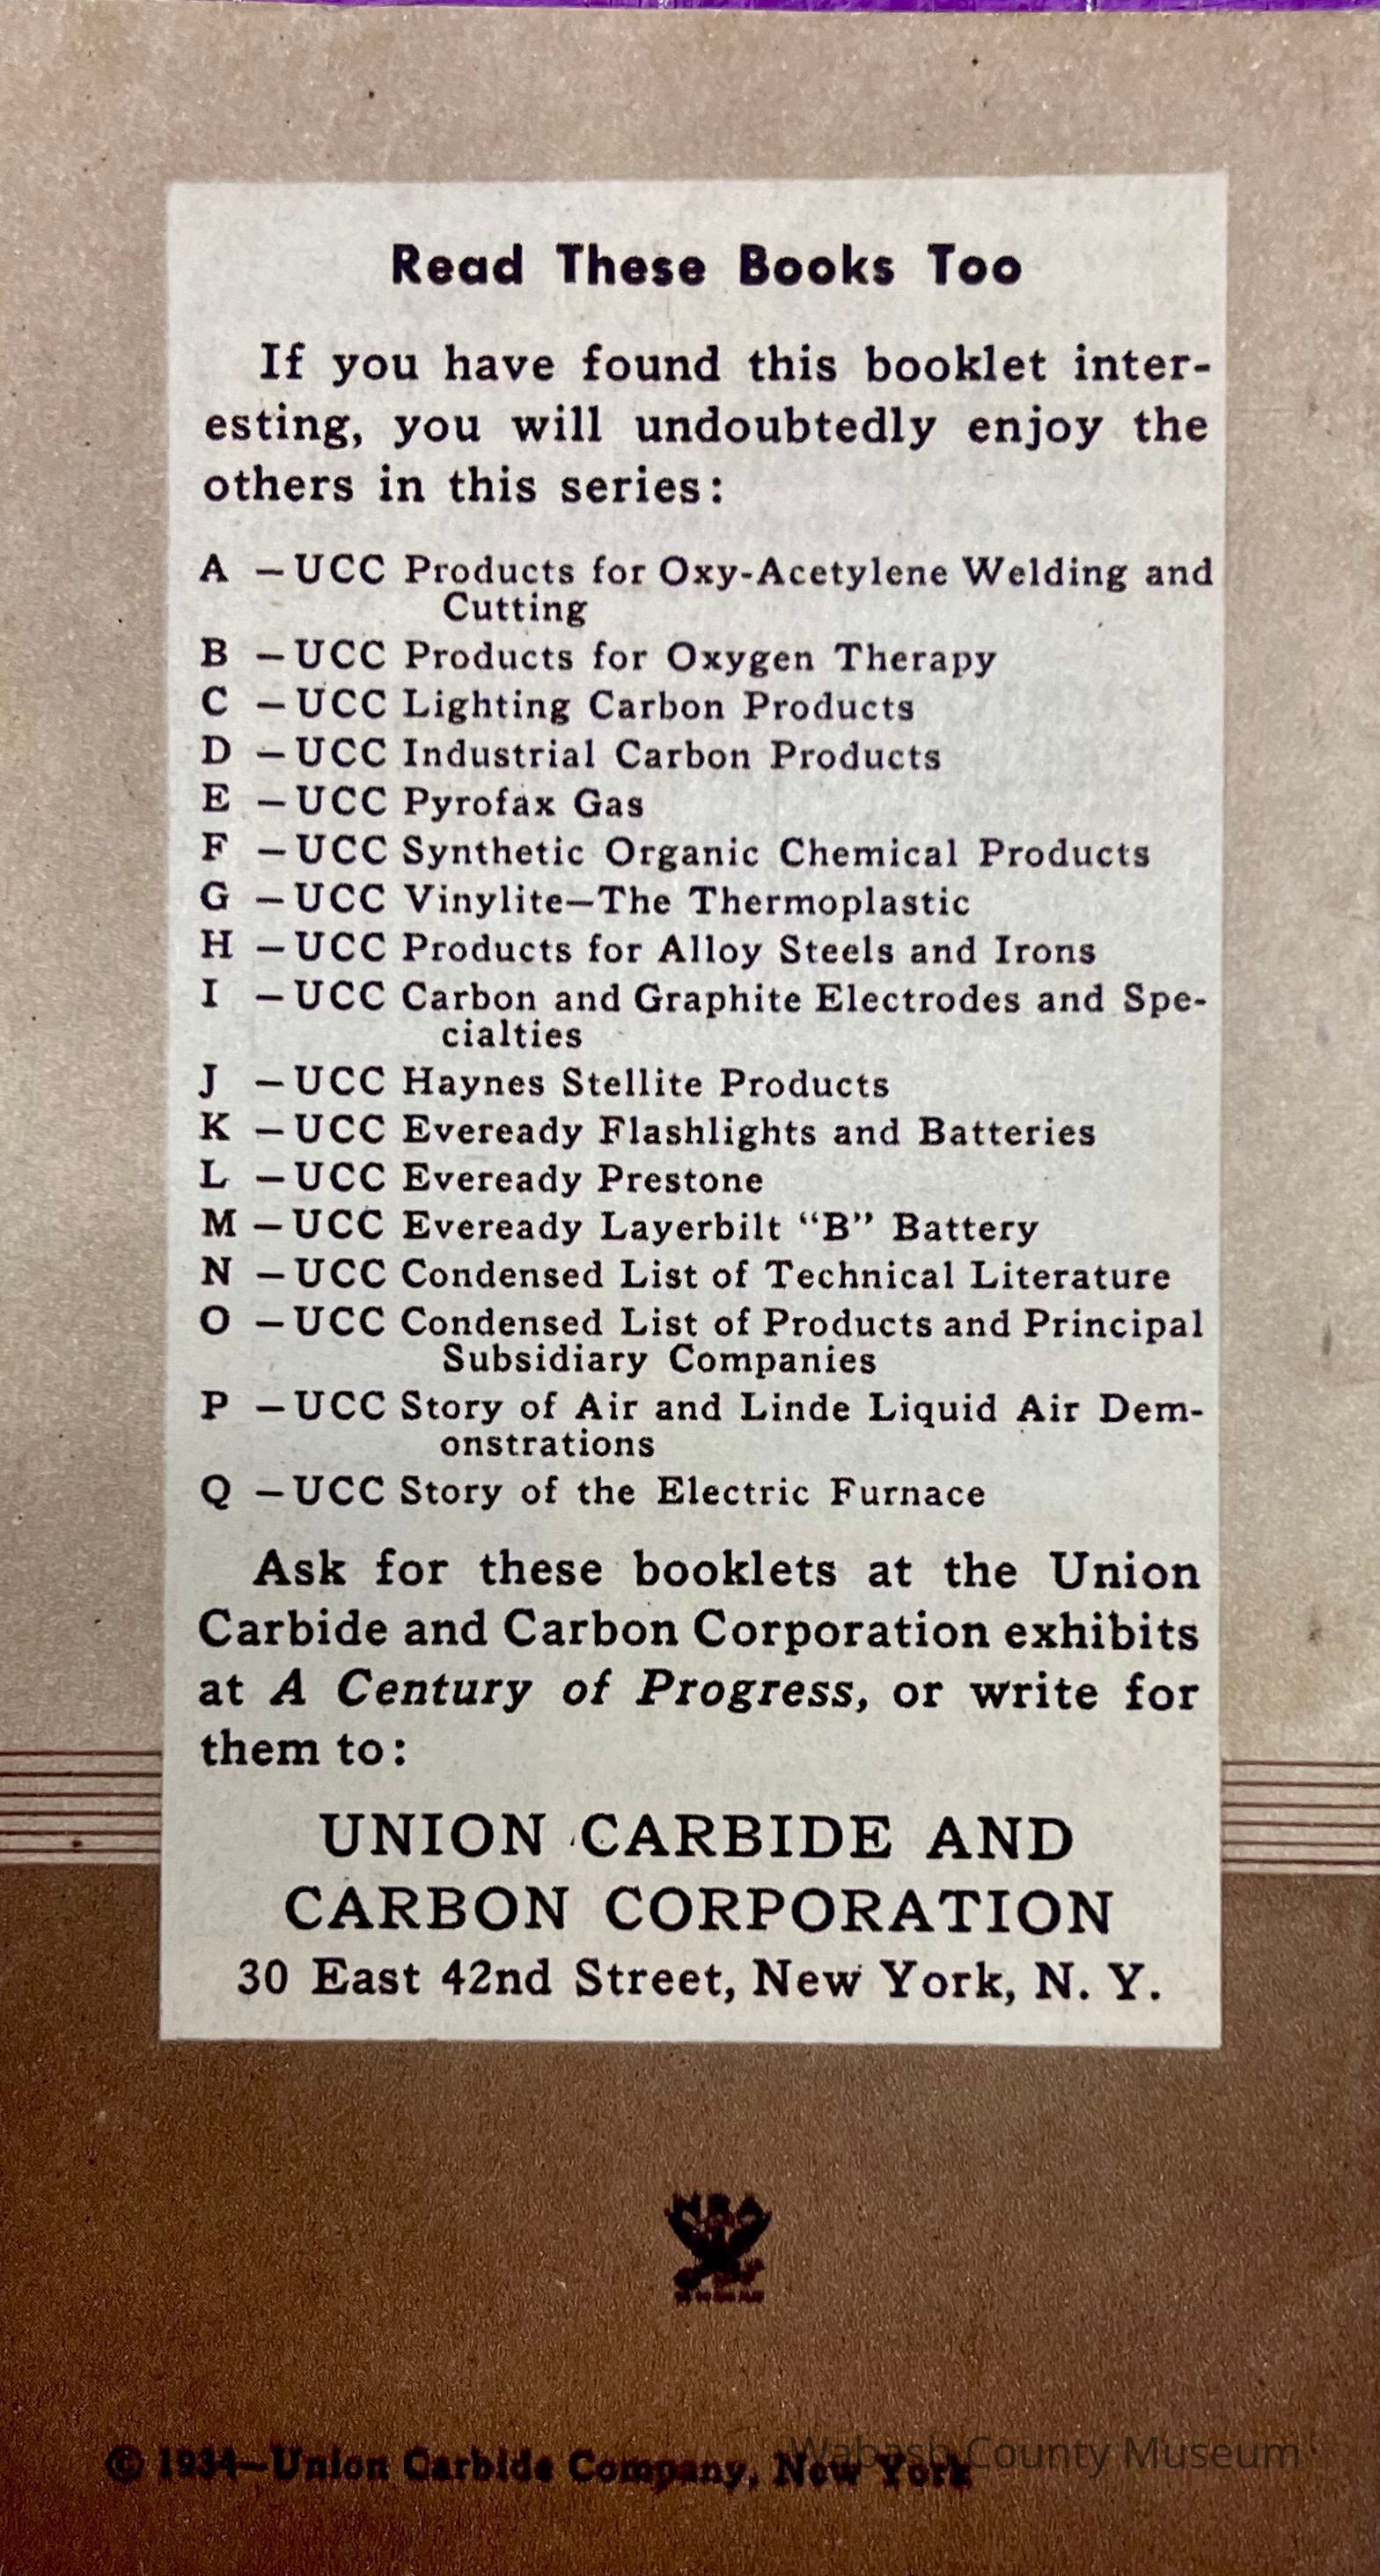 Read These Books Too
If you have found this booklet inter-
esting, you will undoubtedly enjoy the
others in this series:
A —UCC Products for Oxy-Acetylene Welding and
Cutting
B —UCC Products for Oxygen Therapy
C —UCC Lighting Carbon Products
D —UCC Industrial Carbon Products
E —UCC Pyrofax Gas
F —UCC Synthetic Organic Chemical Products
G —UCC Vinylite—The Thermoplastic
H —UCC Products for Alloy Steels and Irons
I —UCC Carbon and Graphite Electrodes and Spe-
cialties
J —UCC Haynes Stellite Products
K —UCC Eveready Flashlights and Batteries
L —UCC Eveready Prestone
M —UCC Eveready Layerbilt “B” Battery
N —UCC Condensed List of Technical Literature
O —UCC Condensed List of Products and Principal
Subsidiary Companies
P —UCC Story of Air and Linde Liquid Air Dem-
onstrations
Q —UCC Story of the Electric Furnace
Ask for these booklets at the Union
Carbide and Carbon Corporation exhibits
at A Century of Progress, or write for
them to:
UNION CARBIDE AND
CARBON CORPORATION
30 East 42nd Street, New York, N. Y.
NRA
© 1934—Union Carbide Company, New York
Wabash County Museum